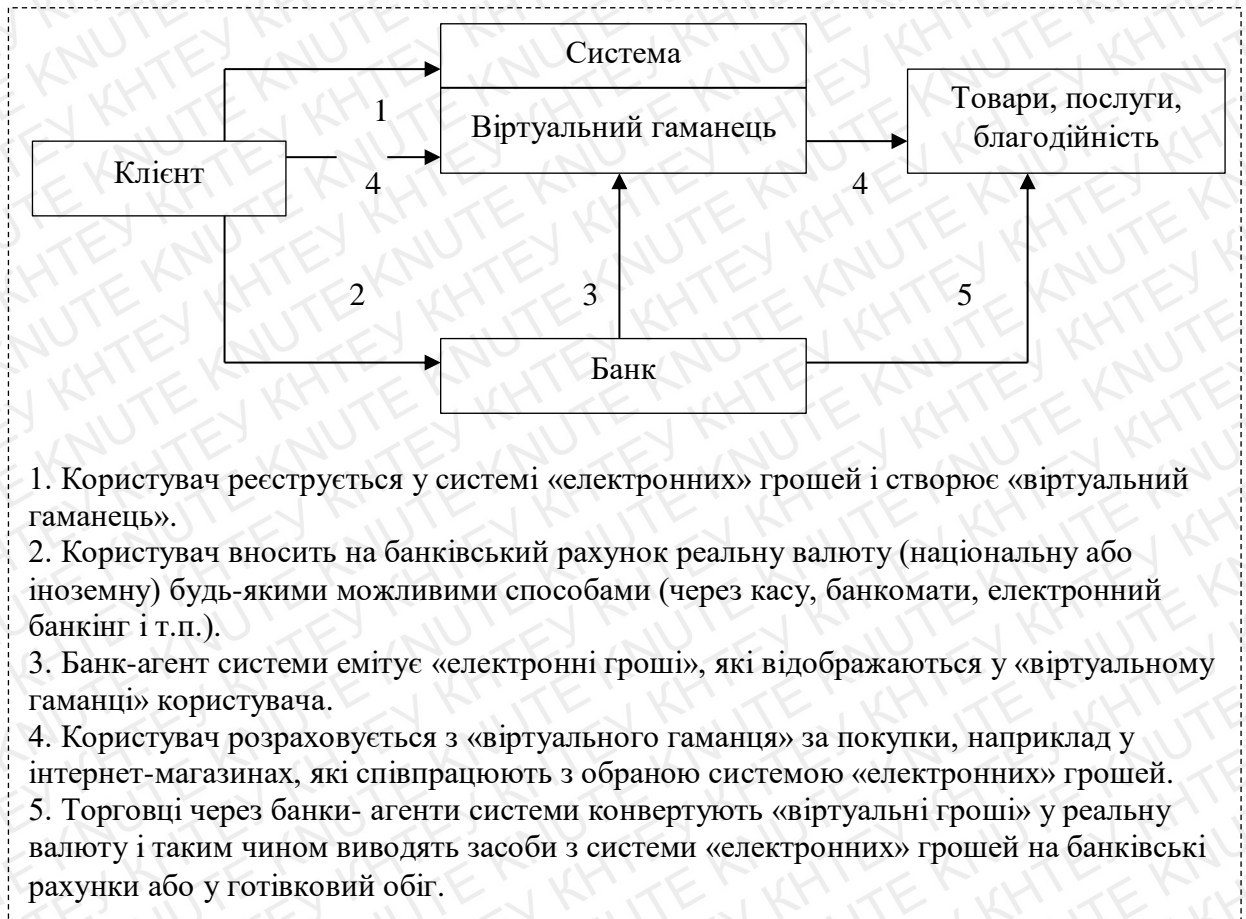 Система
1
Віртуальний гаманець
Товари, послуги,
благодійність
Клієнт
4
4
2
3
5
Банк
1. Користувач реєструється у системі «електронних» грошей і створює «віртуальний
гаманець».
2. Користувач вносить на банківський рахунок реальну валюту (національну або
іноземну) будь-якими можливими способами (через касу, банкомати, електронний
банкінг і т.п.).
3. Банк-агент системи емітує «електронні гроші», які відображаються у «віртуальному
гаманці» користувача.
4. Користувач розраховується з «віртуального гаманця» за покупки, наприклад у
інтернет-магазинах, які співпрацюють з обраною системою «електронних» грошей.
5. Торговці через банки- агенти системи конвертують «віртуальні гроші» у реальну
валюту і таким чином виводять засоби з системи «електронних» грошей на банківські
рахунки або у готівковий обіг.